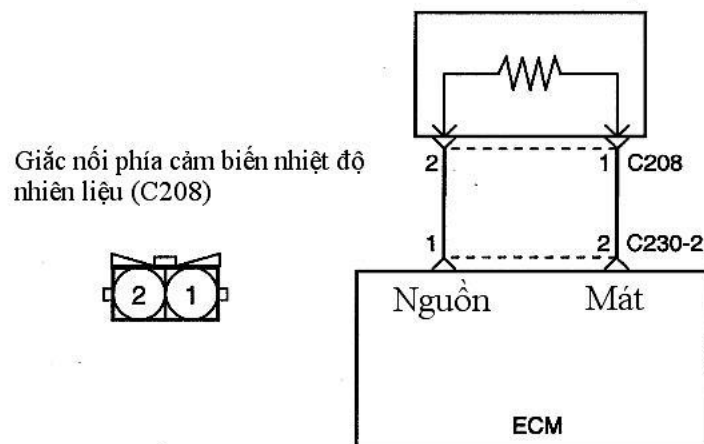 Giắc nối phía cảm biến nhiệt độ
nhiên liệu (C208)
2 1
2 1 C208
1 2 C230-2
Nguồn Mát
ECM